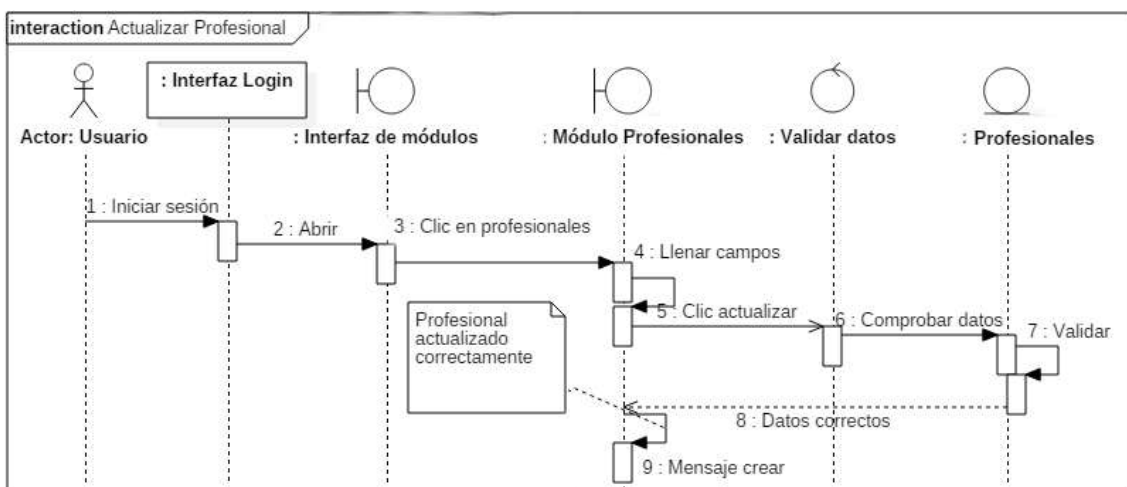 interaction Actualizar Profesional
: Interfaz Login
Actor: Usuario
: Interfaz de módulos
: Módulo Profesionales
: Validar datos
: Profesionales
1 : Iniciar sesión
2 : Abrir
3 : Clic en profesionales
4 : Llenar campos
5 : Clic actualizar
6 : Comprobar datos
7 : Validar
Profesional
actualizado
correctamente
8 : Datos correctos
9 : Mensaje crear